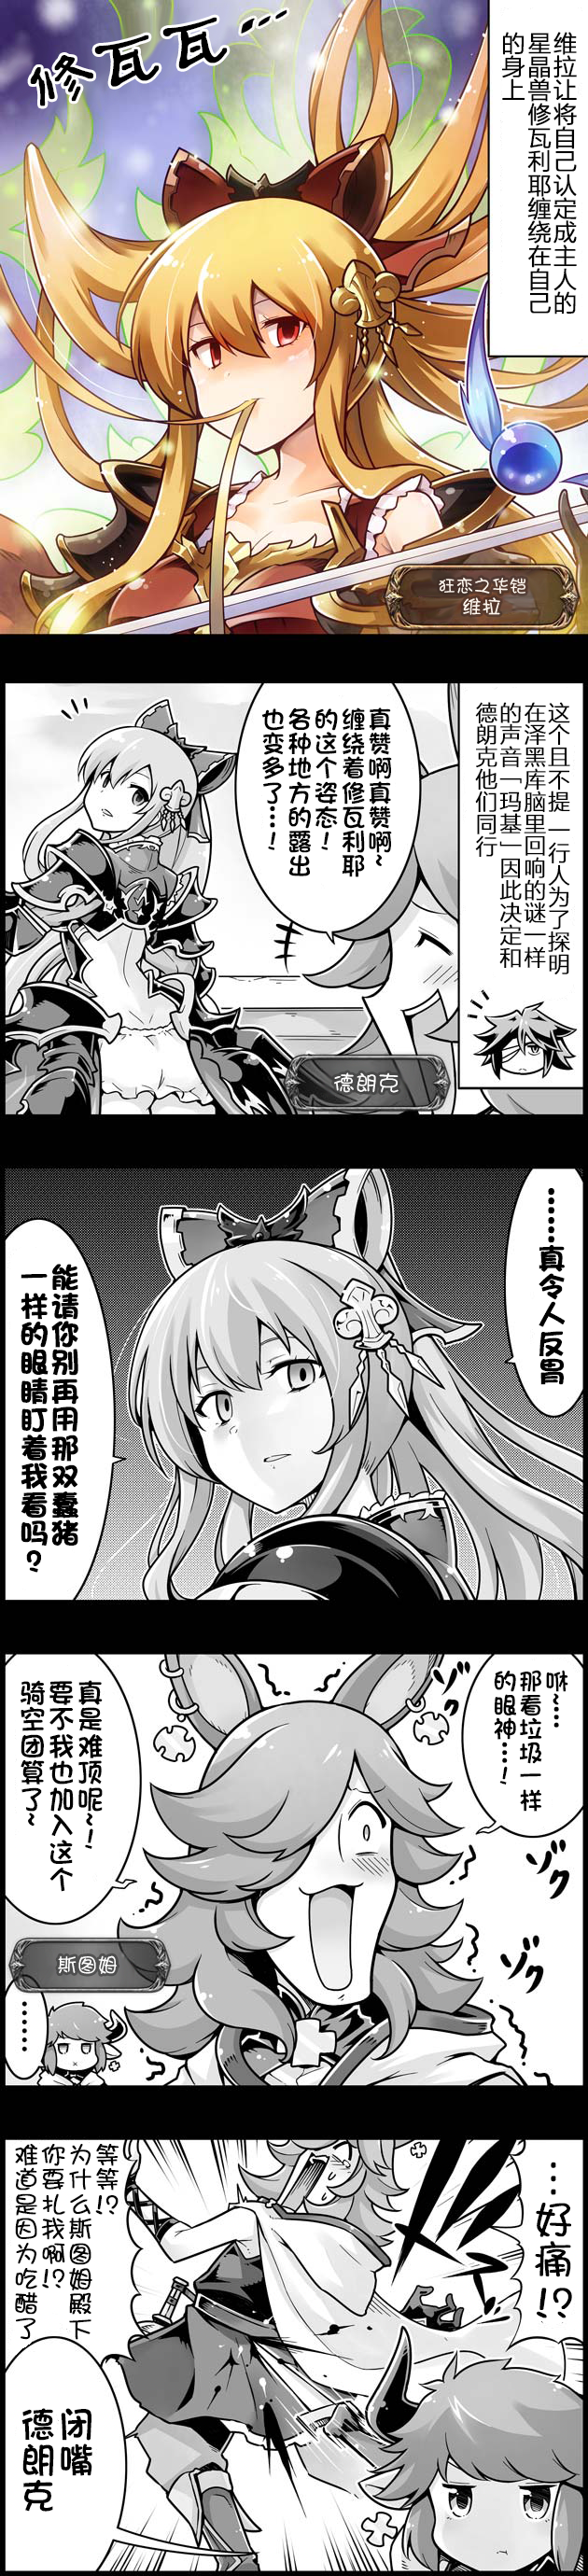 维拉让将自己认定成主人的
星晶兽修瓦利耶缠绕在自己
的身上
修瓦瓦…
狂恋之华铠
维拉
这个且不提 一行人为了探明
在泽黑库脑里回响的谜一样
的声音「玛基」因此决定和
德朗克他们同行
真赞啊真赞啊~
缠绕着修瓦利耶
的这个姿态!
各种地方的露出
也变多了…!
德朗克
……真令人反胃
能请你别再用那双蠢猪
一样的眼睛盯着我看吗?
咻~…
那看垃圾一样
的眼神…!
ゾク
ゾク
ゾク
真是难顶呢~!
要不我也加入这个
骑空团算了~
斯图姆
……
…好痛!?
等等!?
为什么斯图姆殿下
你要扎我啊!?
难道是因为吃醋了
闭嘴
德朗克